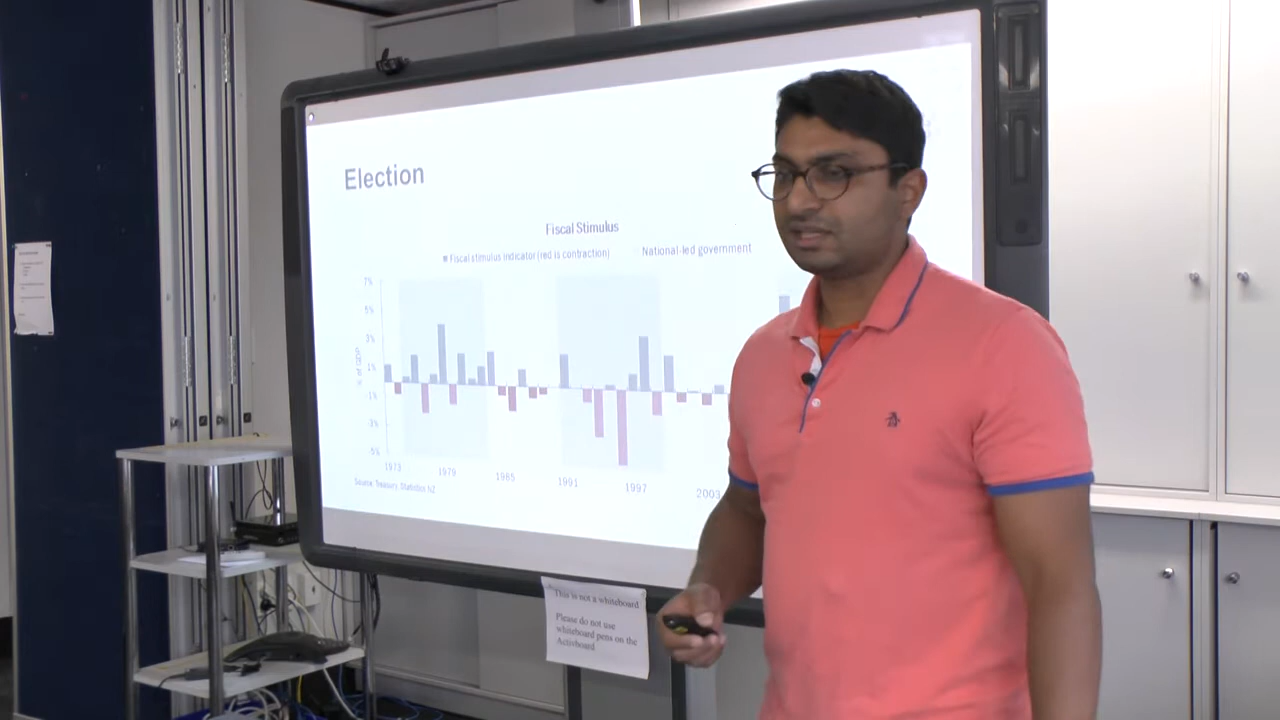 Election
Fiscal Stimulus
Fiscal stimulus indicator (red is contraction) National-led government
7%
5%
3%
1%
-1%
-3%
-5%
% of GDP
1973 1979 1985 1991 1997 2003
Source: Treasury, Statistics NZ
This is not a whiteboard
Please do not use
whiteboard pens on the
Activboard